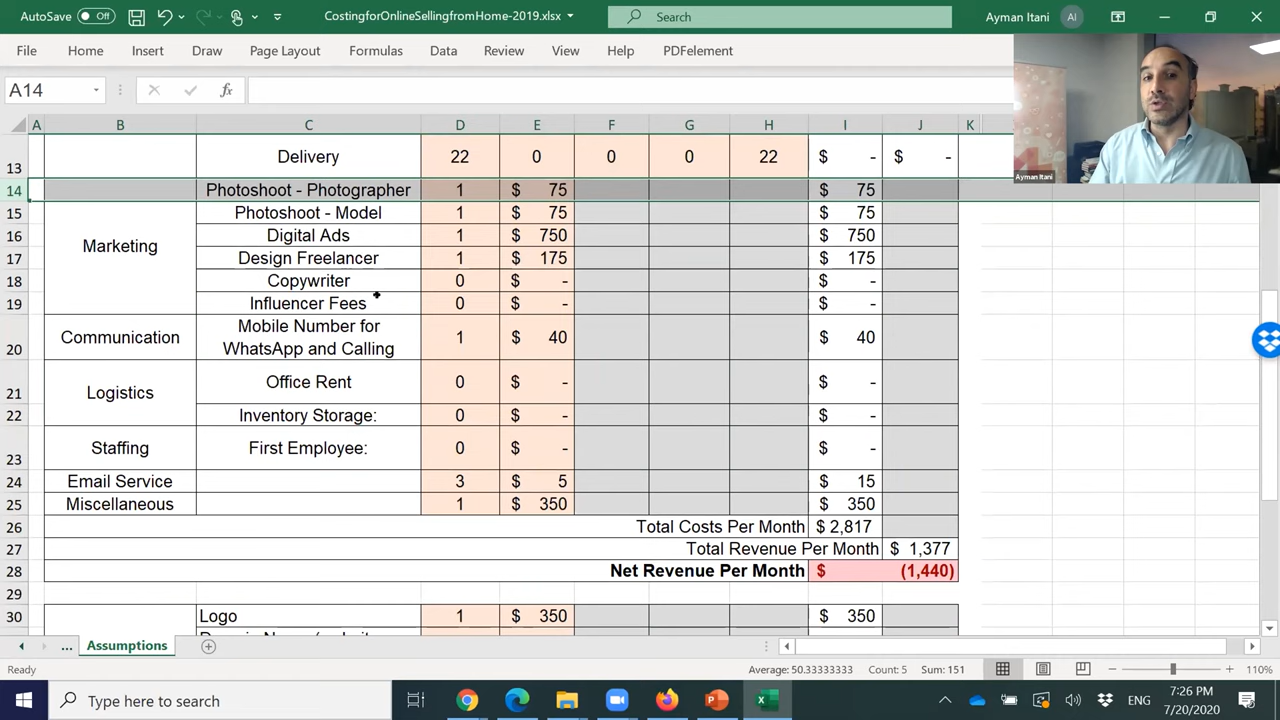 AutoSave Off CostingforOnlineSellingfromHome-2019.xlsx Search Ayman Itani AI
File Home Insert Draw Page Layout Formulas Data Review View Help PDFelement
A14 fx
Ayman Itani
A B C D E F G H I J K
13 Delivery 22 0 0 0 22 $ - $ -
14 Photoshoot - Photographer 1 $ 75 $ 75
15 Photoshoot - Model 1 $ 75 $ 75
16 Digital Ads 1 $ 750 $ 750
Marketing
17 Design Freelancer 1 $ 175 $ 175
18 Copywriter 0 $ - $ -
19 Influencer Fees 0 $ - $ -
20 Communication Mobile Number for
WhatsApp and Calling 1 $ 40 $ 40
21 Logistics Office Rent 0 $ - $ -
22 Inventory Storage: 0 $ - $ -
23 Staffing First Employee: 0 $ - $ -
24 Email Service 3 $ 5 $ 15
25 Miscellaneous 1 $ 350 $ 350
26 Total Costs Per Month $ 2,817
27 Total Revenue Per Month $ 1,377
28 Net Revenue Per Month $ (1,440)
29
30 Logo 1 $ 350 $ 350
... Assumptions
Ready Average: 50.33333333 Count: 5 Sum: 151 110%
Type here to search ENG 7:26 PM
7/20/2020